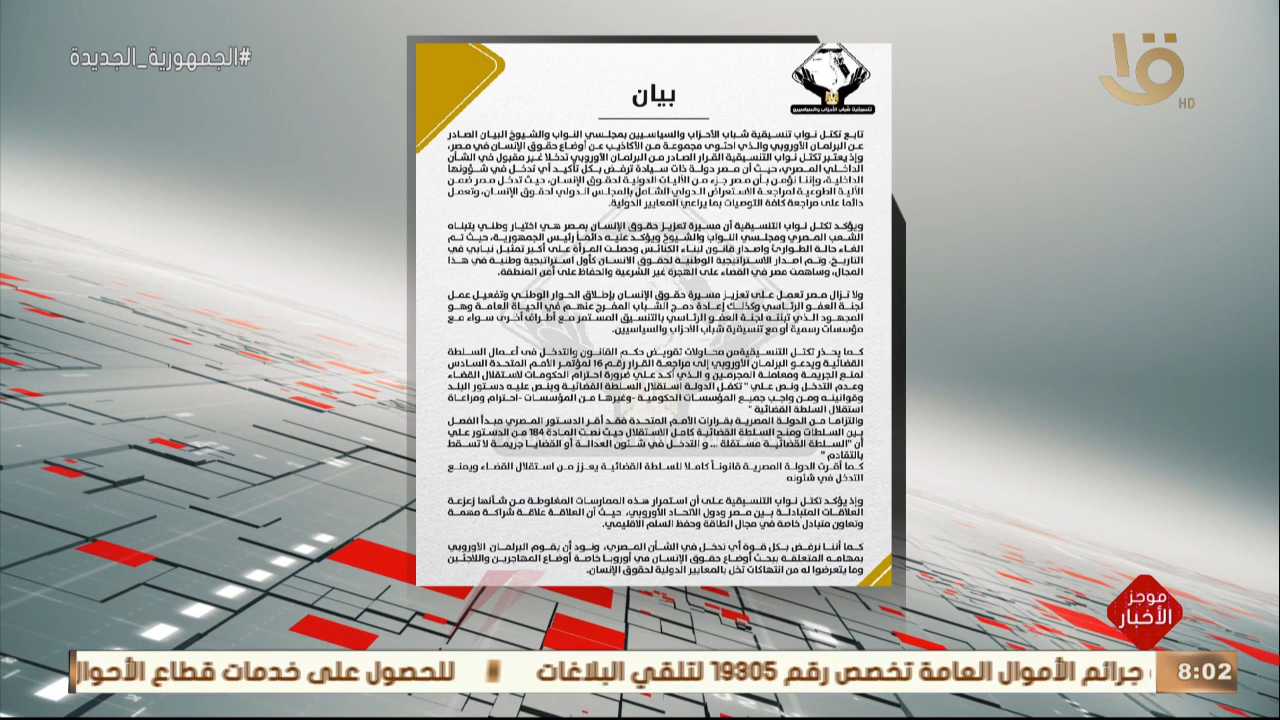 #الجمهورية_الجديدة
HD
تنسيقية شباب الأحزاب والسياسيين
بيان
تابع تكتل نواب تنسيقية شباب الأحزاب والسياسيين بمجلسي النواب والشيوخ البيان الصادر
عن البرلمان الأوروبي والذي احتوى مجموعة من الأكاذيب عن أوضاع حقوق الإنسان في مصر،
وإذ يعتبر تكتل نواب التنسيقية القرار الصادر من البرلمان الأوروبي تدخلا غير مقبول في الشأن
الداخلي المصري، حيث أن مصر دولة ذات سيادة ترفض بكل تأكيد أي تدخل في شؤونها
الداخلية، وإننا نؤمن بأن مصر جزء من الآليات الدولية لحقوق الإنسان، حيث تدخل مصر ضمن
الآلية الطوعية لمراجعة الاستعراض الدولي الشامل بالمجلس الدولي لحقوق الإنسان، وتعمل
دائما على مراجعة كافة التوصيات بما يراعي المعايير الدولية.
ويؤكد تكتل نواب التنسيقية أن مسيرة تعزيز حقوق الإنسان بمصر هي اختيار وطني يتبناه
الشعب المصري ومجلسي النواب والشيوخ ويؤكد عليه دائماً رئيس الجمهورية، حيث تم
الغاء حالة الطوارئ واصدار قانون لبناء الكنائس وحصلت المرأة على أكبر تمثيل نيابي في
التاريخ، وتم اصدار الاستراتيجية الوطنية لحقوق الانسان كأول استراتيجية وطنية في هذا
المجال، وساهمت مصر في القضاء على الهجرة غير الشرعية والحفاظ على أمن المنطقة.
ولا تزال مصر تعمل على تعزيز مسيرة حقوق الإنسان بإطلاق الحوار الوطني وتفعيل عمل
لجنة العفو الرئاسي وكذلك إعادة دمج الشباب المفرج عنهم في الحياة العامة وهو
المجهود الذي تبنته لجنة العفو الرئاسي بالتنسيق المستمر مع أطراف أخرى سواء مع
مؤسسات رسمية أو مع تنسيقية شباب الاحزاب والسياسيين.
كما يحذر تكتل التنسيقيةمن محاولات تقويض حكم القانون والتدخل فى أعمال السلطة
القضائية ويدعو البرلمان الأوروبي إلى مراجعة القرار رقم 16 لمؤتمر الأمم المتحدة السادس
لمنع الجريمة ومعاملة المجرمين و الذي أكد على ضرورة احترام الحكومات لاستقلال القضاء
وعدم التدخل ونص علي " تكفل الدولة استقلال السلطة القضائية وينص عليه دستور البلد
وقوانينه ومن واجب جميع المؤسسات الحكومية -وغيرها من المؤسسات -احترام ومراعاة
استقلال السلطة القضائية "
والتزاما من الدولة المصرية بقرارات الأمم المتحدة فقد أقر الدستور المصري مبدأ الفصل
بين السلطات ومنح السلطة القضائية كامل الاستقلال حيث نصت المادة 184 من الدستور علي
أن "السلطة القضائية مستقلة ... و التدخل في شئون العدالة أو القضايا جريمة لا تسقط
بالتقادم "
كما أقرت الدولة المصرية قانوناً كاملا للسلطة القضائية يعزز من استقلال القضاء ويمنع
التدخل في شئونه
وإذ يؤكد تكتل نواب التنسيقية على أن استمرار هذه الممارسات المغلوطة من شأنها زعزعة
العلاقات المتبادلة بين مصر ودول الاتحاد الأوروبي، حيث أن العلاقة علاقة شراكة مهمة
وتعاون متبادل خاصة في مجال الطاقة وحفظ السلم الاقليمي.
كما أننا نرفض بكل قوة أي تدخل في الشأن المصري، ونود أن يقوم البرلمان الأوروبي
بمهامه المتعلقة ببحث أوضاع حقوق الإنسان في أوروبا خاصة أوضاع المهاجرين واللاجئين
وما يتعرضوا له من انتهاكات تخل بالمعايير الدولية لحقوق الإنسان.
موجز
الأخبار
8:02
جرائم الأموال العامة تخصص رقم 19805 لتلقي البلاغات
للحصول على خدمات قطاع الأحوال